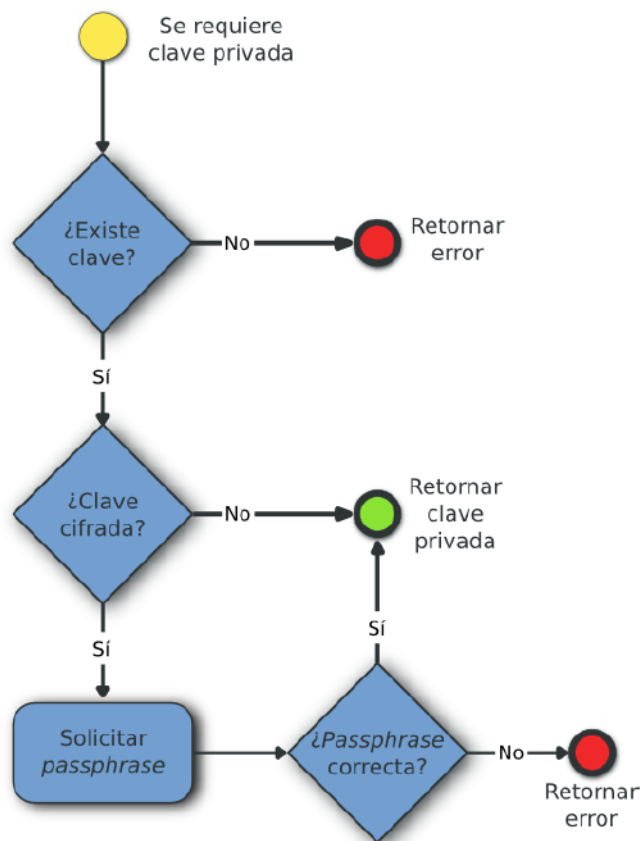 Se requiere
clave privada
¿Existe
clave?
No
Retornar
error
Sí
¿Clave
cifrada?
No
Retornar
clave
privada
Sí
Sí
Solicitar
passphrase
¿Passphrase
correcta?
No
Retornar
error